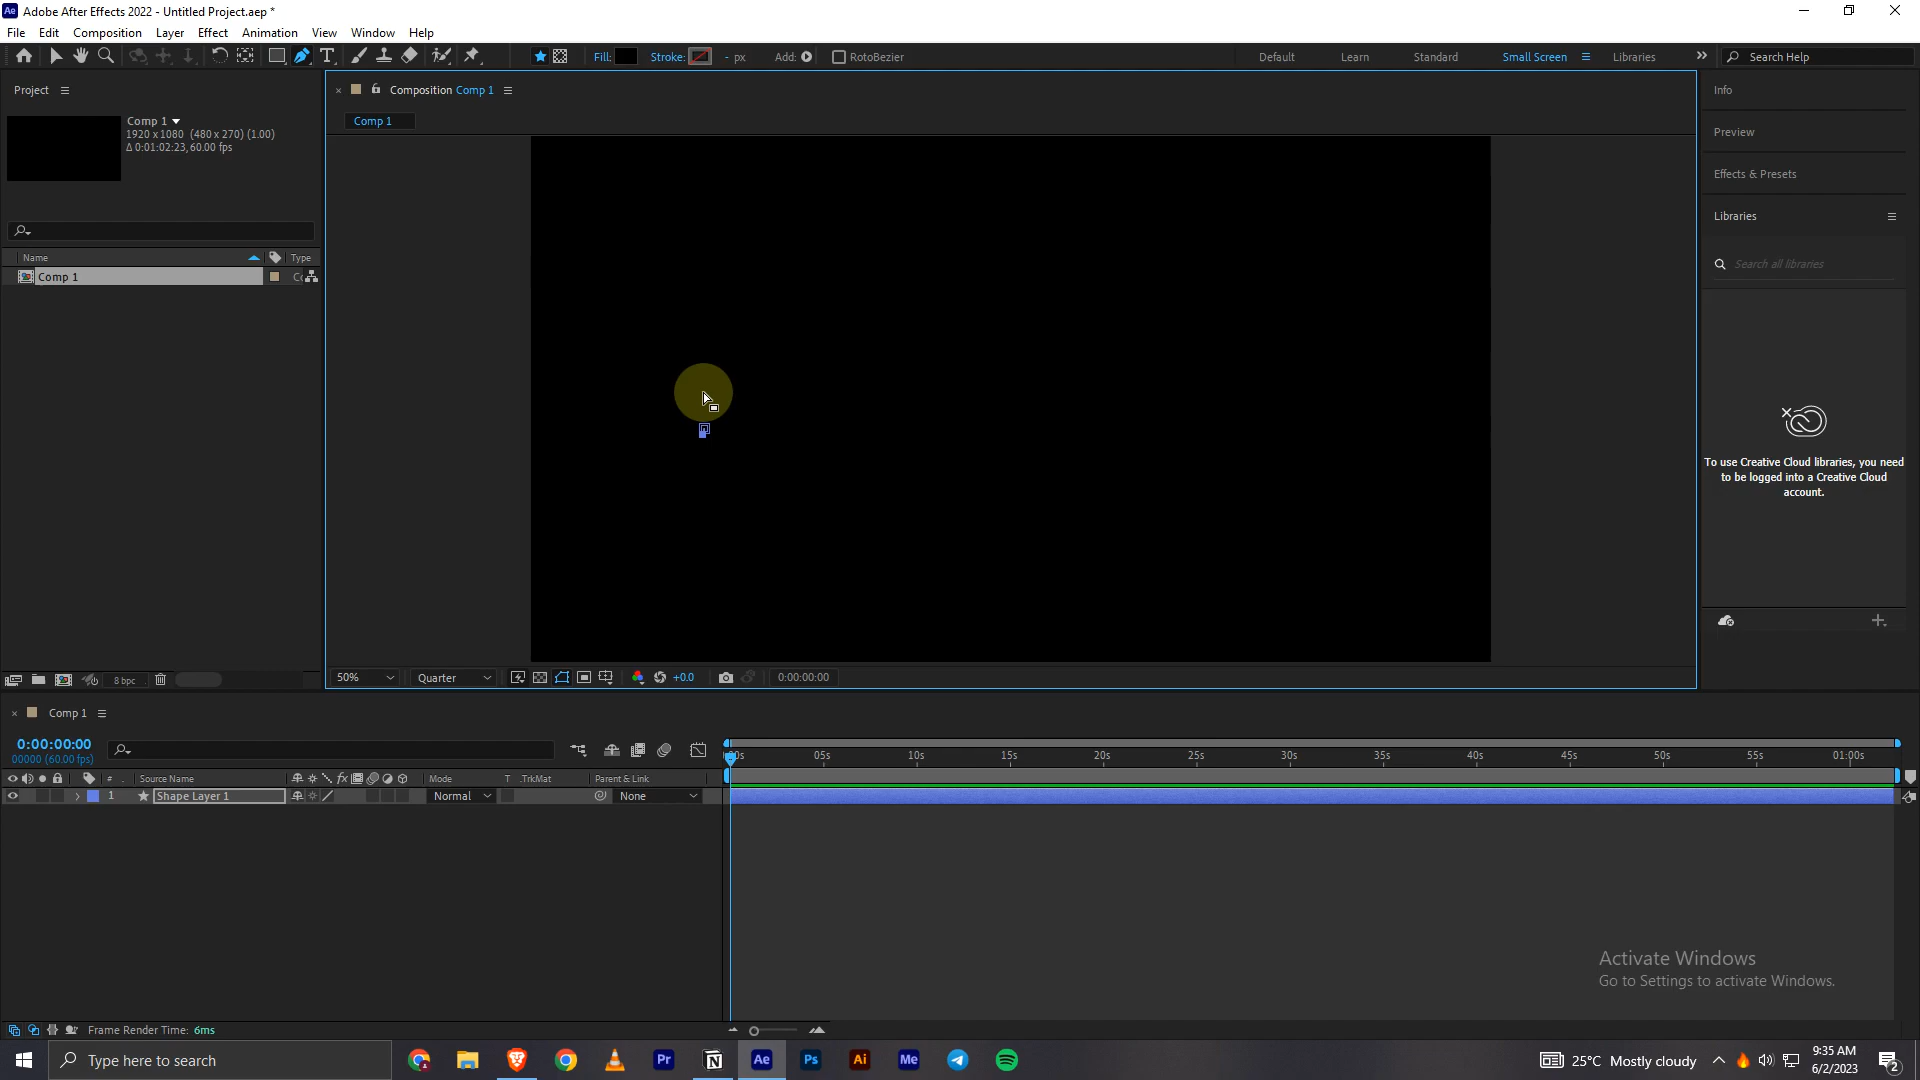 Adobe After Effects 2022 - Untitled Project.aep *
File Edit Composition Layer Effect Animation View Window Help
Fill: Stroke: - px Add: RotoBezier Default Learn Standard Small Screen Libraries Search Help
Project
Composition Comp 1
Comp 1
Comp 1
1920 x 1080 (480 x 270) (1.00)
Δ 0:01:02:23, 60.00 fps
Name Type
Comp 1
Info
Preview
Effects & Presets
Libraries
Search all libraries
To use Creative Cloud libraries, you need
to be logged into a Creative Cloud
account.
8 bpc
50% Quarter +0.0 0:00:00:00
Comp 1
0:00:00:00
00000 (60.00 fps)
05s 10s 15s 20s 25s 30s 35s 40s 45s 50s 55s 01:00s
# Source Name Mode T .TrkMat Parent & Link
1 Shape Layer 1 Normal None
Activate Windows
Go to Settings to activate Windows.
Frame Render Time: 6ms
Type here to search
Pr Ae Ps Ai Me
25°C Mostly cloudy
9:35 AM
6/2/2023
2